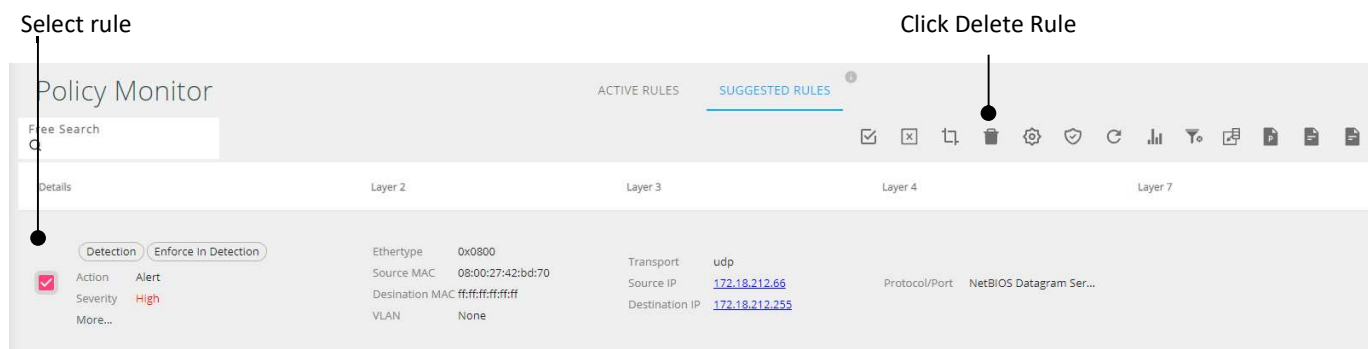 Select rule Click Delete Rule
Policy Monitor ACTIVE RULES SUGGESTED RULES
Free Search
Details Layer 2 Layer 3 Layer 4 Layer 7
Detection Enforce In Detection Ethertype 0x0800
Transport udp
Action Alert Source MAC 08:00:27:42:bd:70
Source IP 172.18.212.66 Protocol/Port NetBIOS Datagram Ser...
Severity High Desination MAC ff:ff:ff:ff:ff:ff
Destination IP 172.18.212.255
More... VLAN None